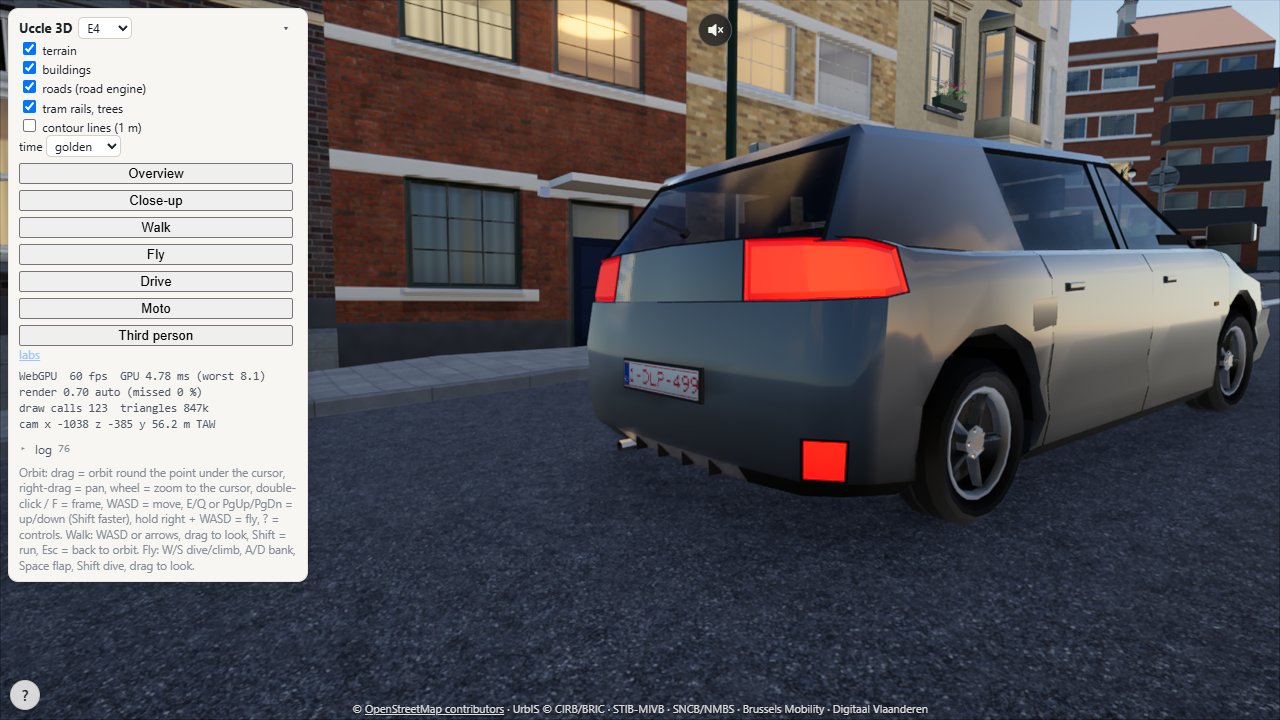 Uccle 3D E4
terrain
buildings
roads (road engine)
tram rails, trees
contour lines (1 m)
time golden
Overview
Close-up
Walk
Fly
Drive
Moto
Third person
labs
WebGPU 60 fps GPU 4.78 ms (worst 8.1)
render 0.70 auto (missed 0 %)
draw calls 123 triangles 847k
cam x -1038 z -385 y 56.2 m TAW
log 76
Orbit: drag = orbit round the point under the cursor,
right-drag = pan, wheel = zoom to the cursor, double-
click / F = frame, WASD = move, E/Q or PgUp/PgDn =
up/down (Shift faster), hold right + WASD = fly, ? =
controls. Walk: WASD or arrows, drag to look, Shift =
run, Esc = back to orbit. Fly: W/S dive/climb, A/D bank,
Space flap, Shift dive, drag to look.
1-DLP-499
?
© OpenStreetMap contributors · UrbIS © CIRB/BRIC · STIB-MIVB · SNCB/NMBS · Brussels Mobility · Digitaal Vlaanderen